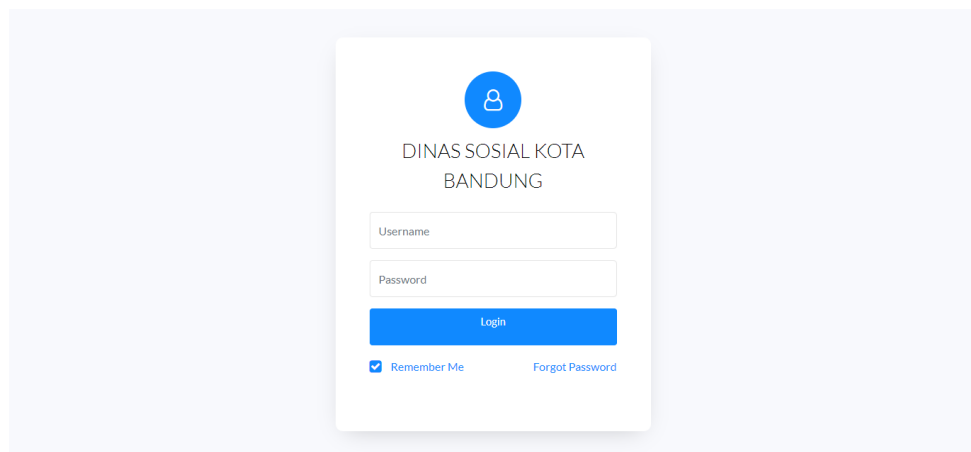 DINAS SOSIAL KOTA
BANDUNG
Username
Password
Login
Remember Me Forgot Password